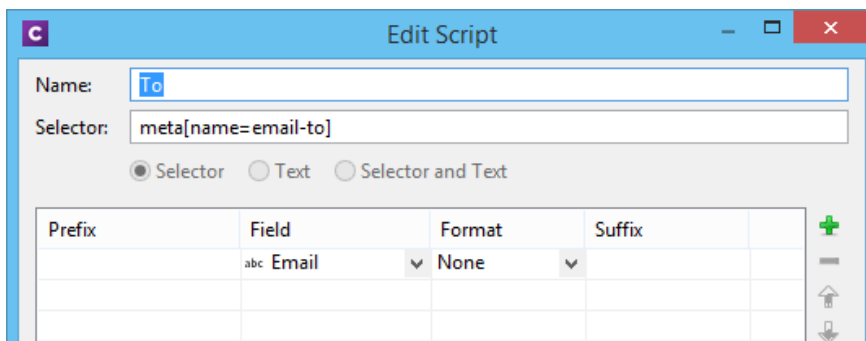 C Edit Script
Name: To
Selector: meta[name=email-to]
Selector Text Selector and Text
Prefix Field Format Suffix
abc Email None